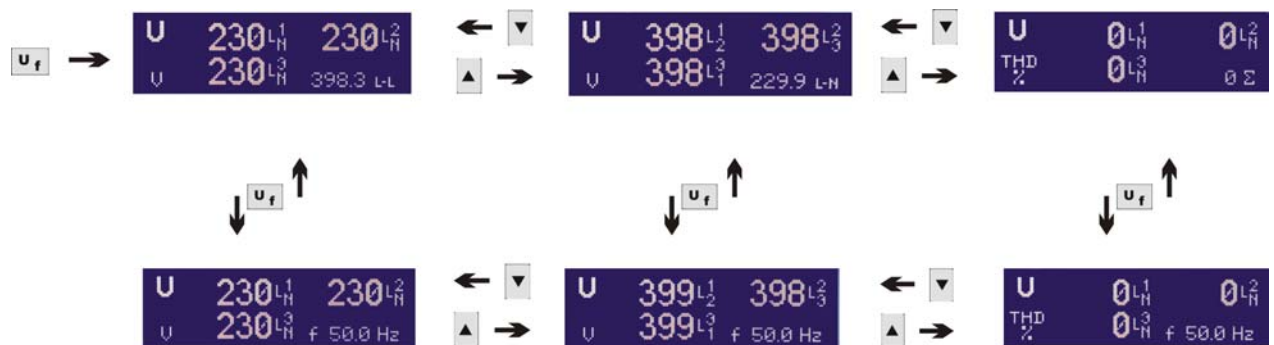 U 230 L1 N 230 L2 N
V 230 L3 N 398.3 L-L
▼
U f
▲
U 398 L1 2 398 L2 3
V 398 L3 1 229.9 L-N
▼
▲
U 0 L1 N 0 L2 N
THD % 0 L3 N 0 Σ
U f
U f
U f
U 230 L1 N 230 L2 N
V 230 L3 N f 50.0 Hz
▼
▲
U 399 L1 2 398 L2 3
V 399 L3 1 f 50.0 Hz
▼
▲
U 0 L1 N 0 L2 N
THD % 0 L3 N f 50.0 Hz